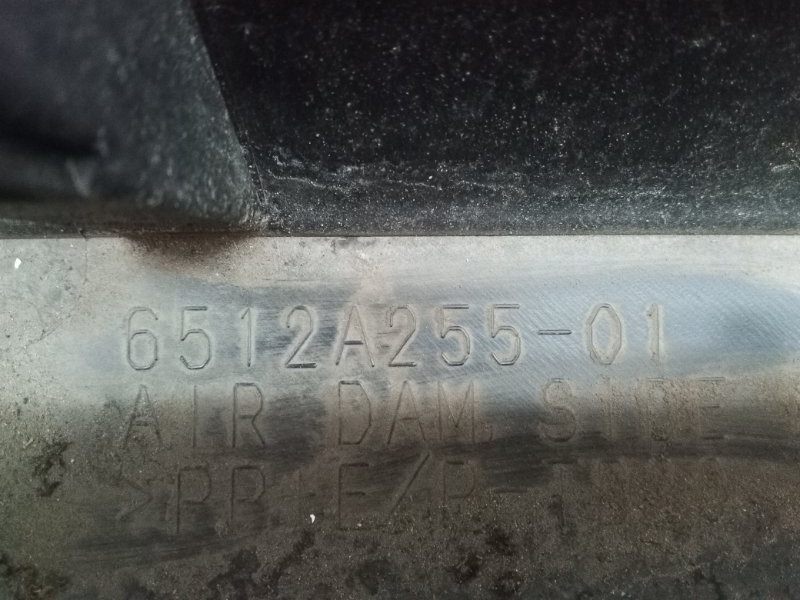 6512A255-01
AIR DAM SIDE
>PP+E/P-T